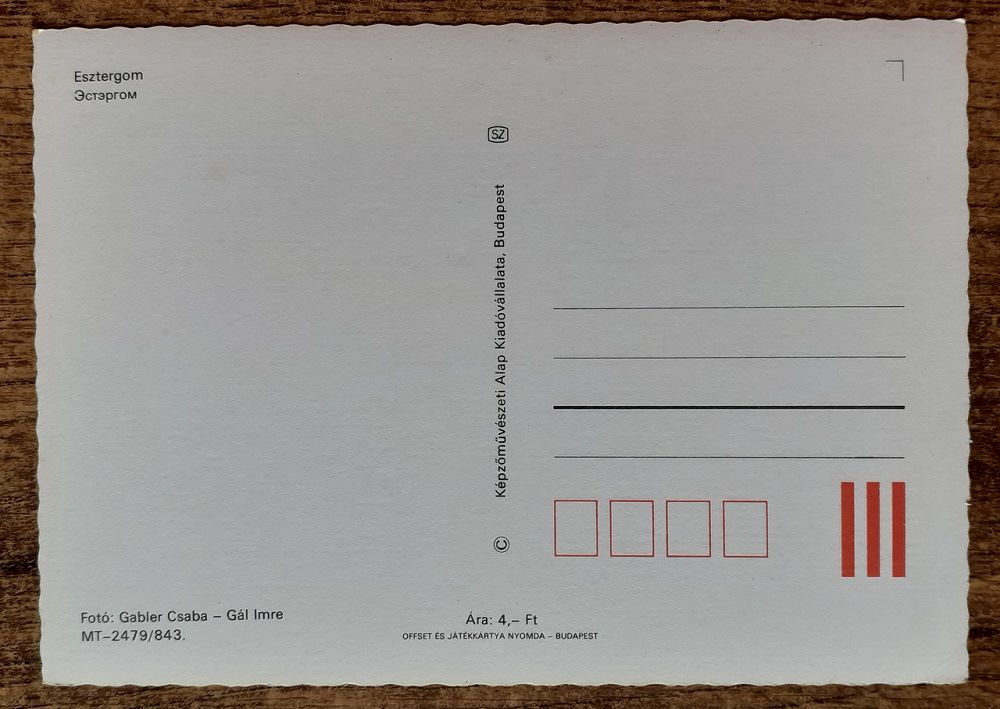 Esztergom
Эстэргом
SZ
© Képzőművészeti Alap Kiadóvállalata, Budapest
Fotó: Gabler Csaba – Gál Imre
MT–2479/843.
Ára: 4,– Ft
OFFSET ÉS JÁTÉKKÁRTYA NYOMDA – BUDAPEST